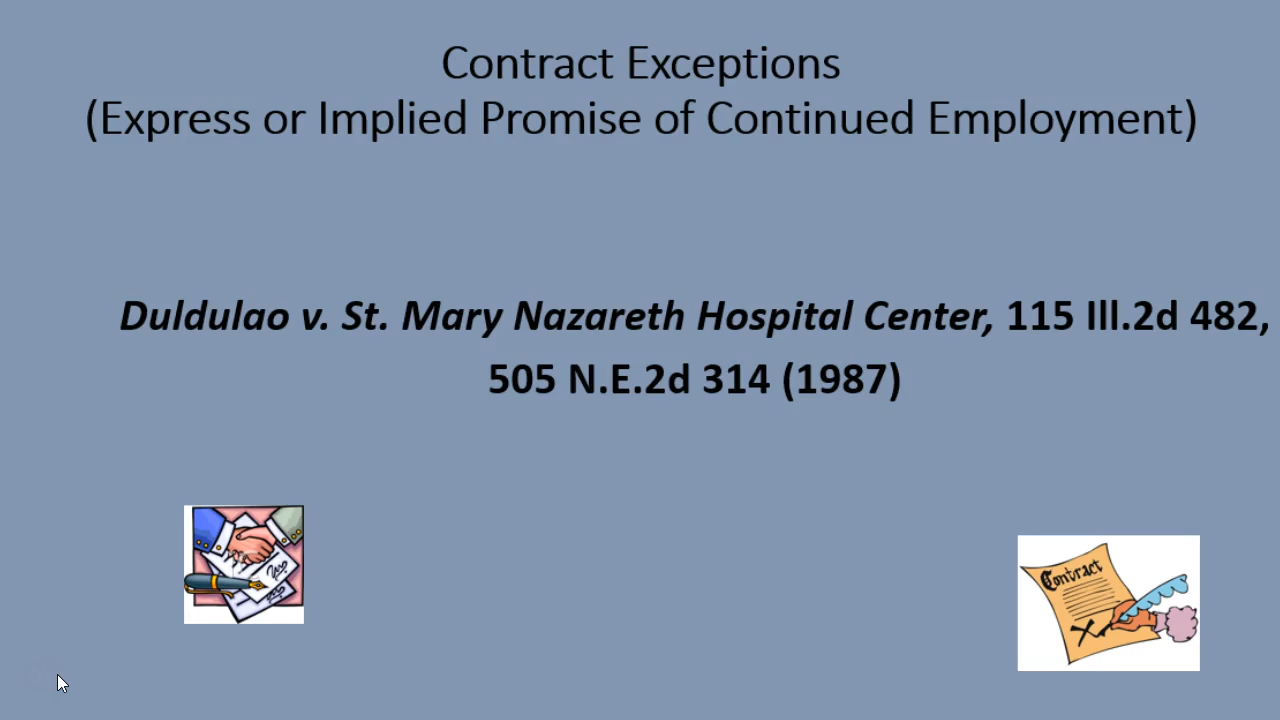 Contract Exceptions
(Express or Implied Promise of Continued Employment)
Duldulao v. St. Mary Nazareth Hospital Center, 115 Ill.2d 482,
505 N.E.2d 314 (1987)
Contract
X